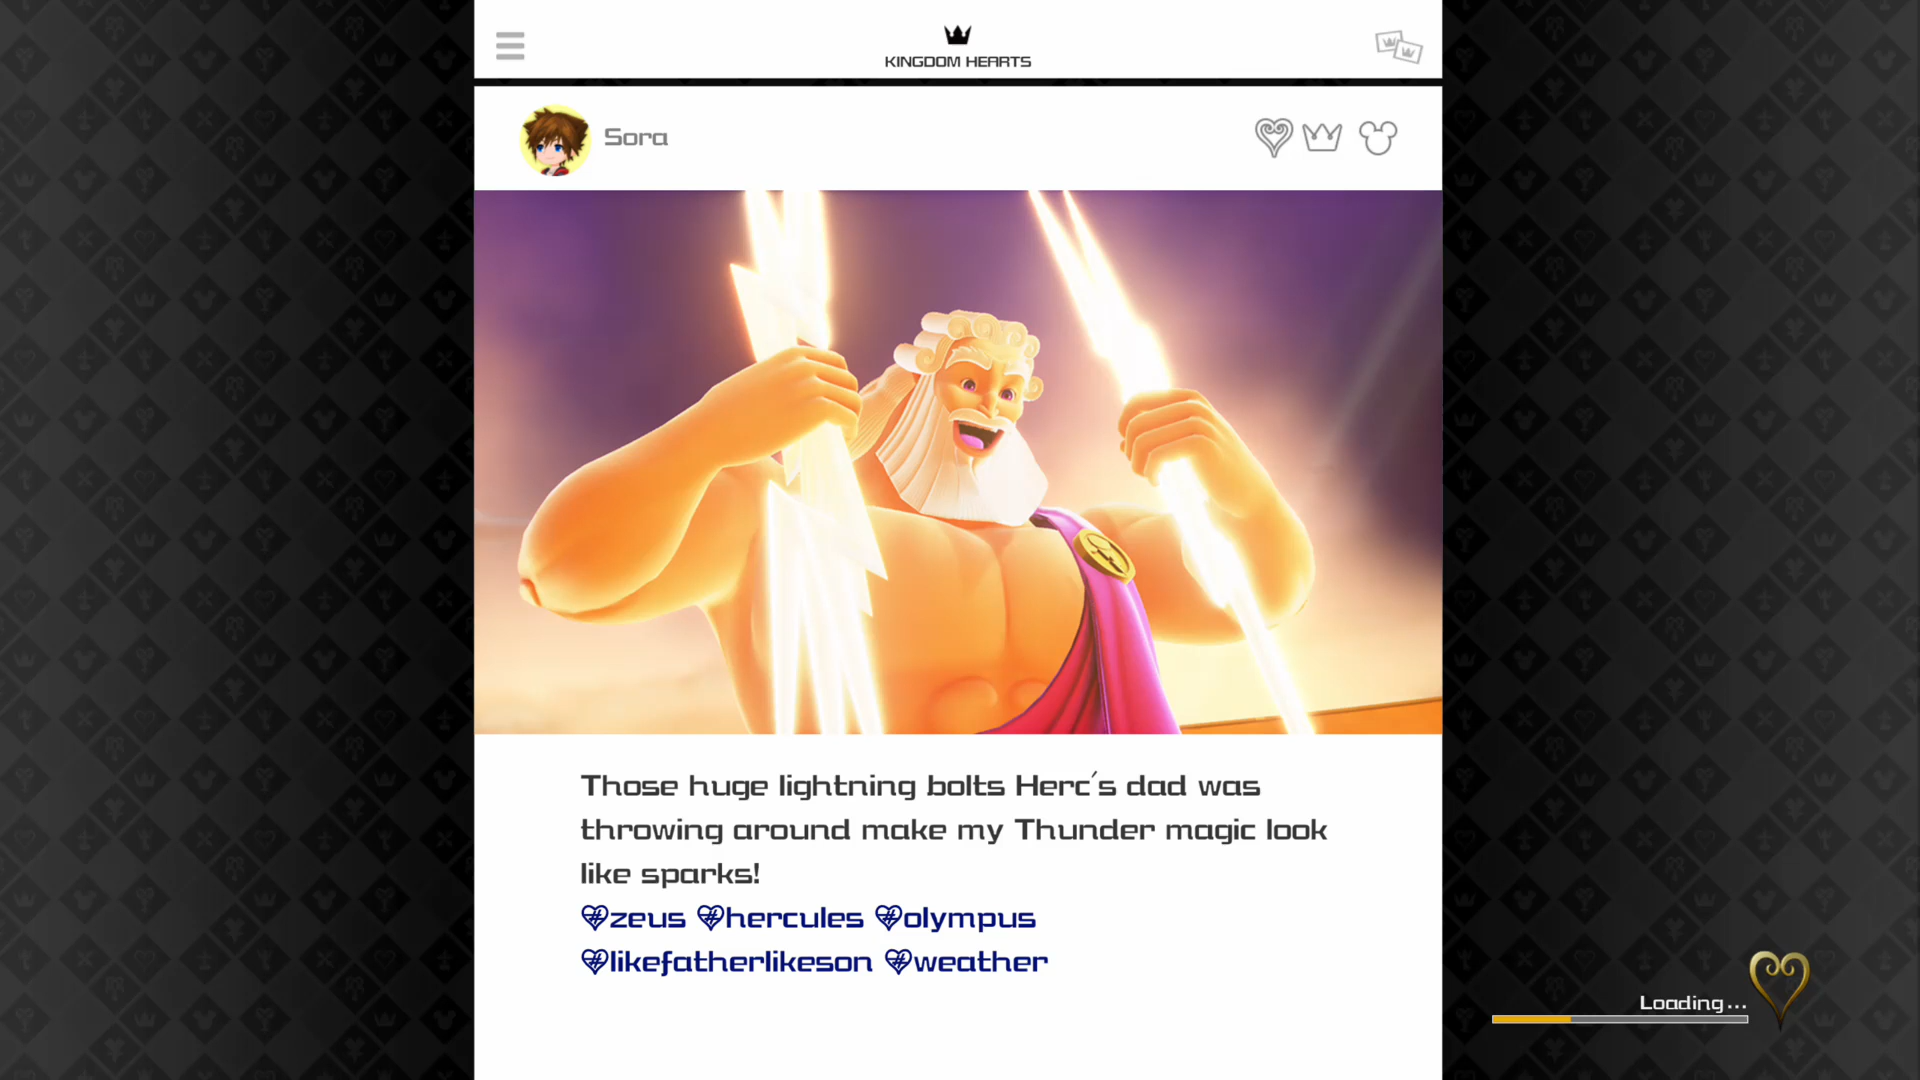 KINGDOM HEARTS
Sora
Those huge lightning bolts Herc's dad was
throwing around make my Thunder magic look
like sparks!
#zeus #hercules #olympus
#likefatherlikeson #weather
Loading...